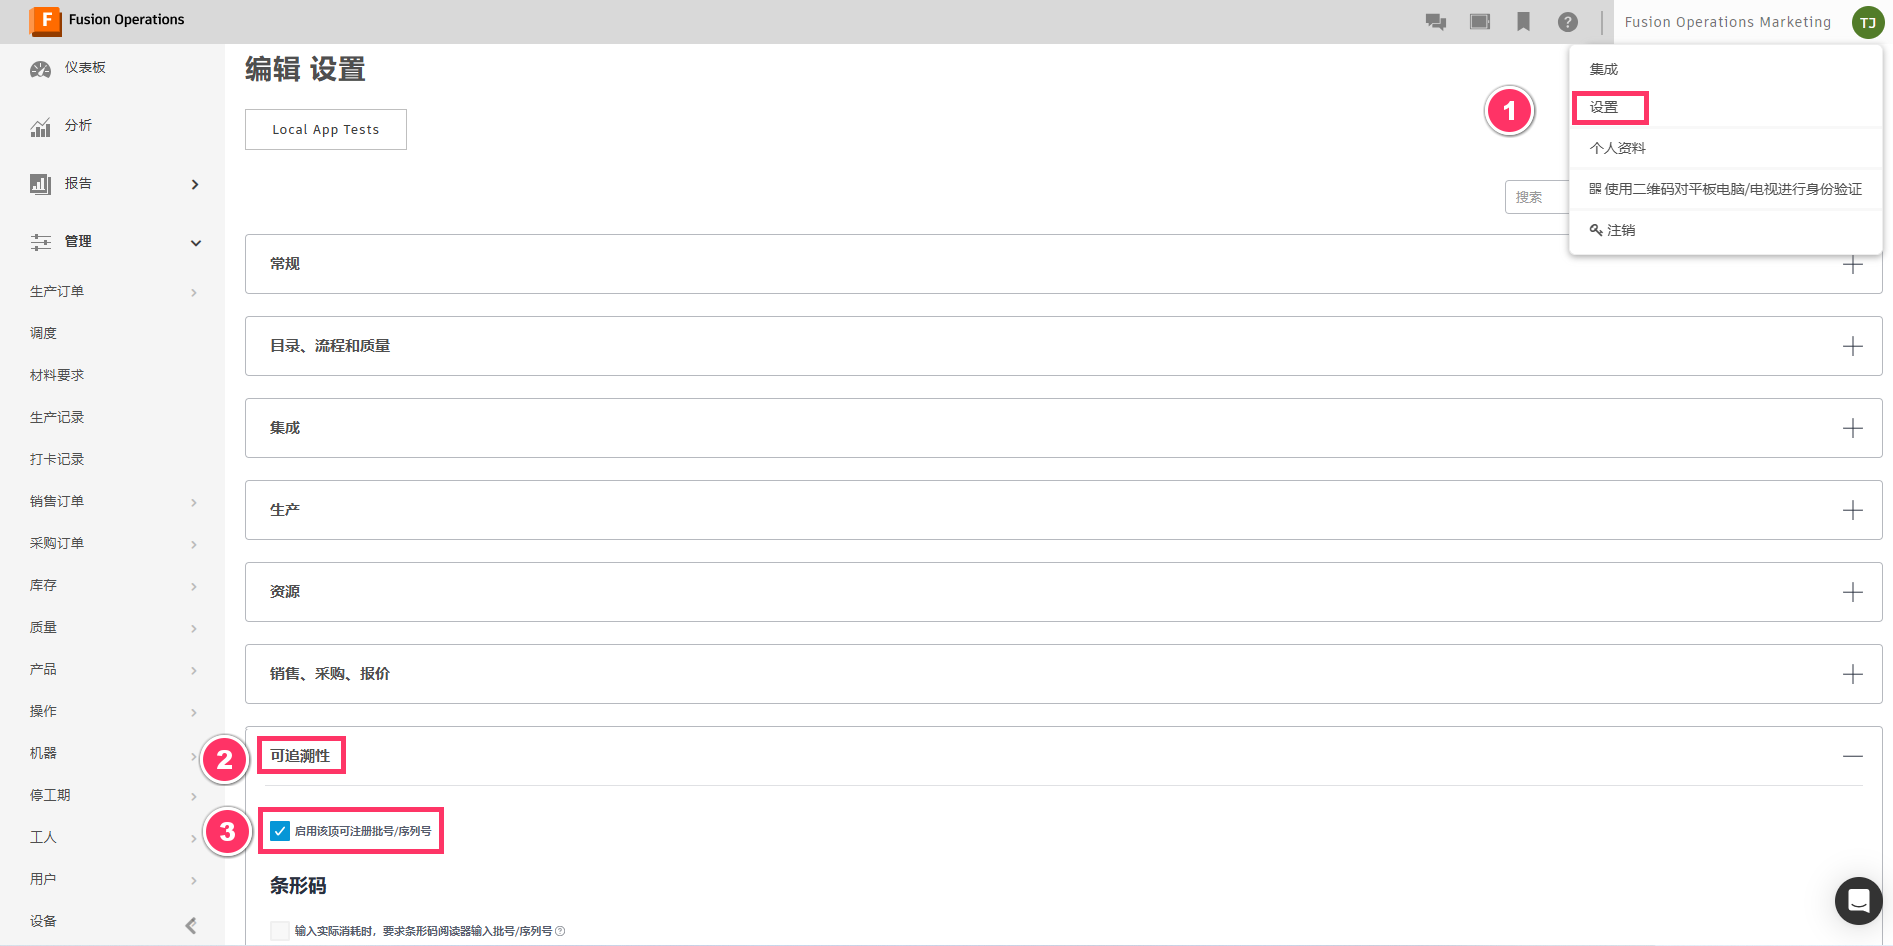 Fusion Operations
Fusion Operations Marketing
TJ
仪表板
分析
报告
管理
生产订单
调度
材料要求
生产记录
打卡记录
销售订单
采购订单
库存
质量
产品
操作
机器
停工期
工人
用户
设备
编辑 设置
Local App Tests
1
集成
设置
个人资料
使用二维码对平板电脑/电视进行身份验证
注销
搜索
常规
目录、流程和质量
集成
生产
资源
销售、采购、报价
2
可追溯性
3
启用该项可注册批号/序列号
条形码
输入实际消耗时，要求条形码阅读器输入批号/序列号